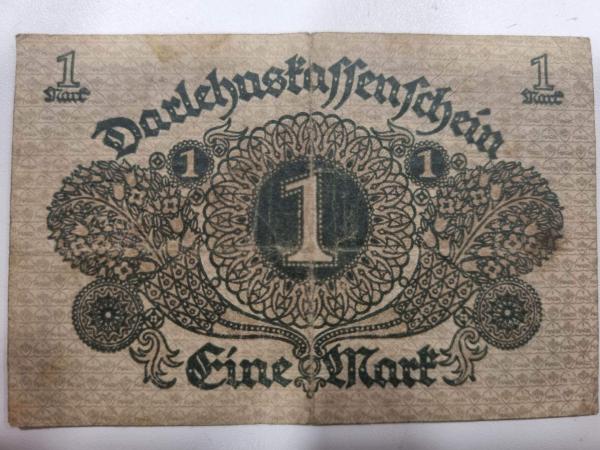 1 1
Mark Mark
Darlehnskassenschein
1 1
1
Eine Mark